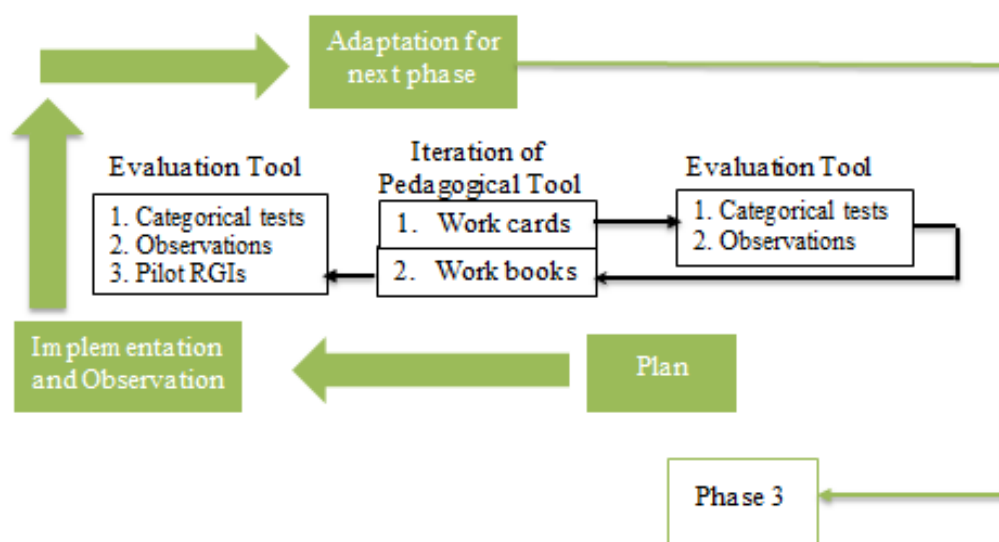 Adaptation for
next phase
Evaluation Tool
1. Categorical tests
2. Observations
3. Pilot RGIs
Iteration of
Pedagogical Tool
1. Work cards
2. Work books
Evaluation Tool
1. Categorical tests
2. Observations
Implementation
and Observation
Plan
Phase 3